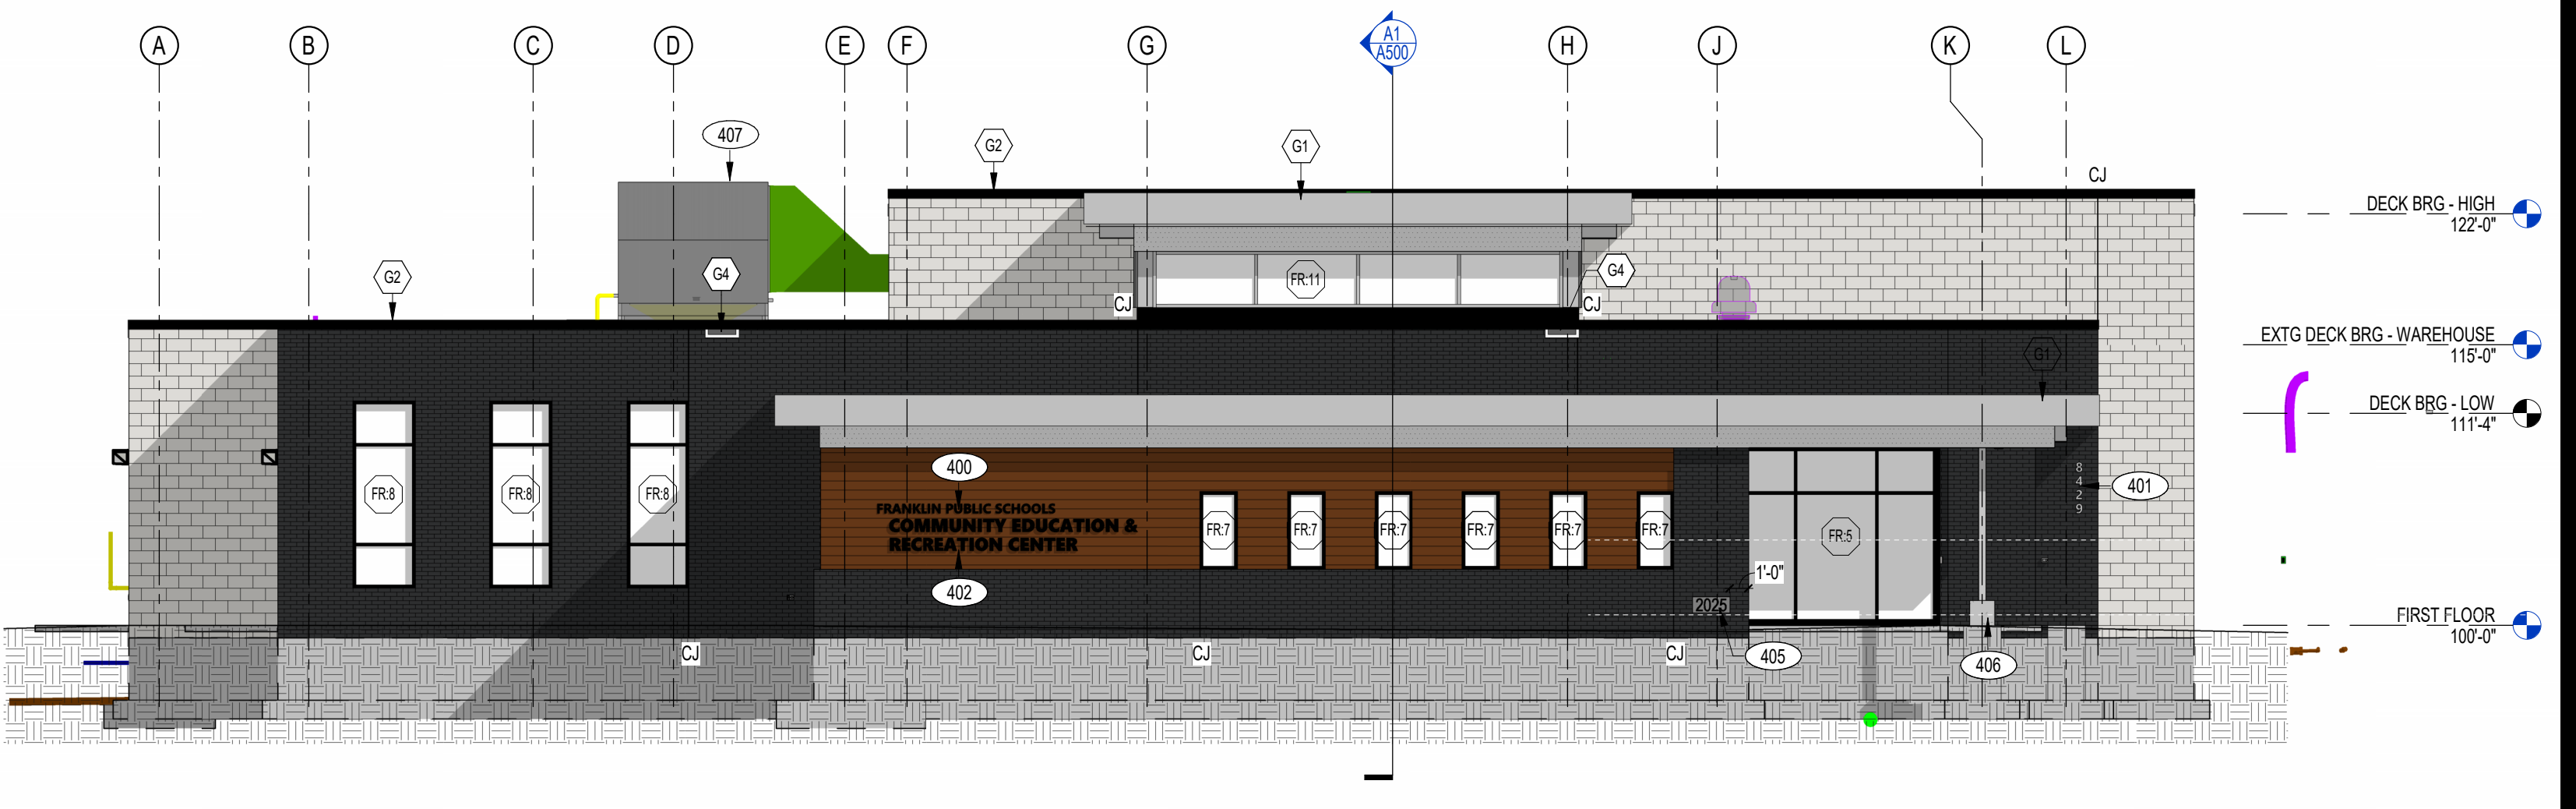 A B C D E F G A1 H J K L
A500
407
G2 G1
CJ
DECK BRG - HIGH
122'-0"
G2 G4 FR:11 G4
CJ CJ
EXTG DECK BRG - WAREHOUSE
115'-0"
G1
DECK BRG - LOW
111'-4"
400
8
4
2
9
401
FR:8 FR:8 FR:8
FRANKLIN PUBLIC SCHOOLS
COMMUNITY EDUCATION &
RECREATION CENTER
FR:7 FR:7 FR:7 FR:7 FR:7 FR:7
FR:5
402
1'-0"
2025
FIRST FLOOR
100'-0"
CJ CJ CJ
405 406